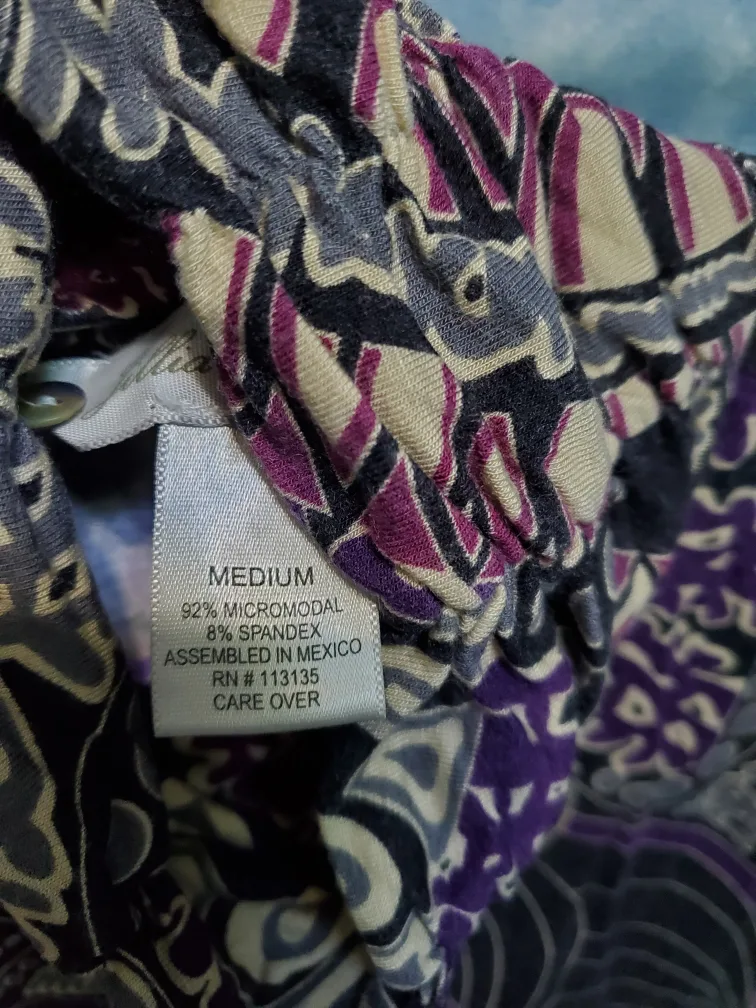 MEDIUM
92% MICROMODAL
8% SPANDEX
ASSEMBLED IN MEXICO
RN # 113135
CARE OVER